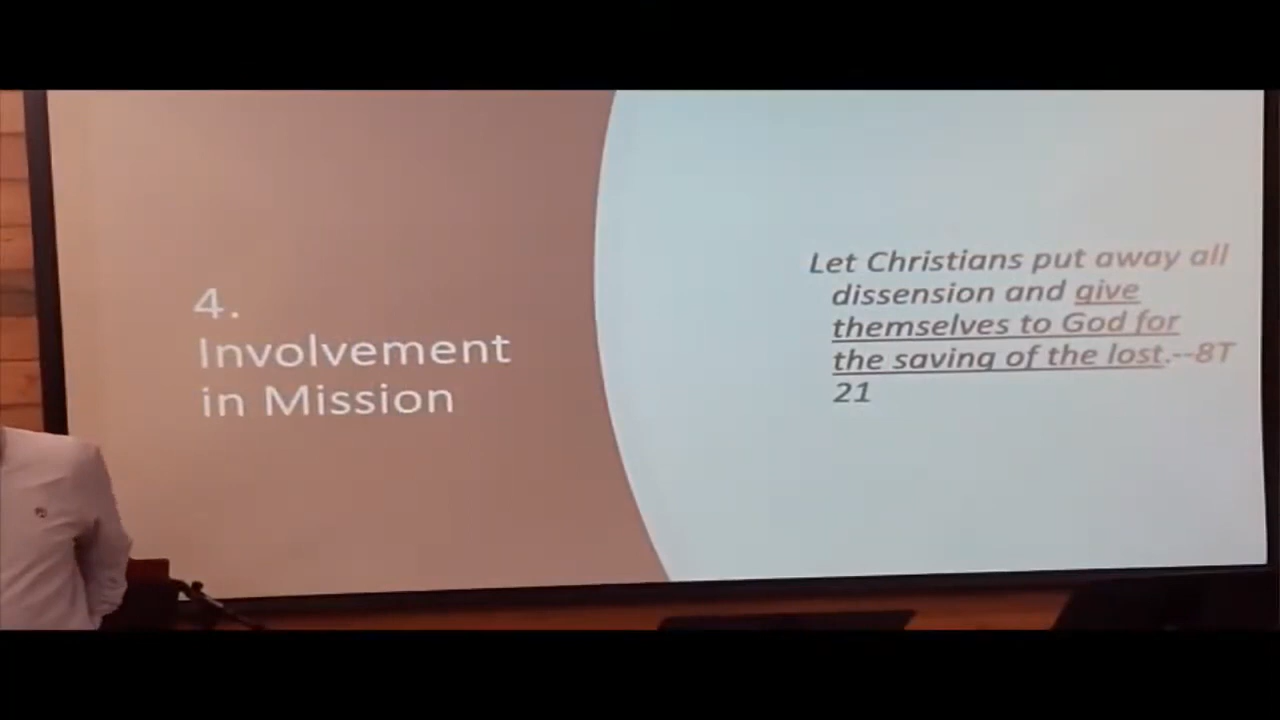 4.
Involvement
in Mission
Let Christians put away all
dissension and give
themselves to God for
the saving of the lost.--8T
21